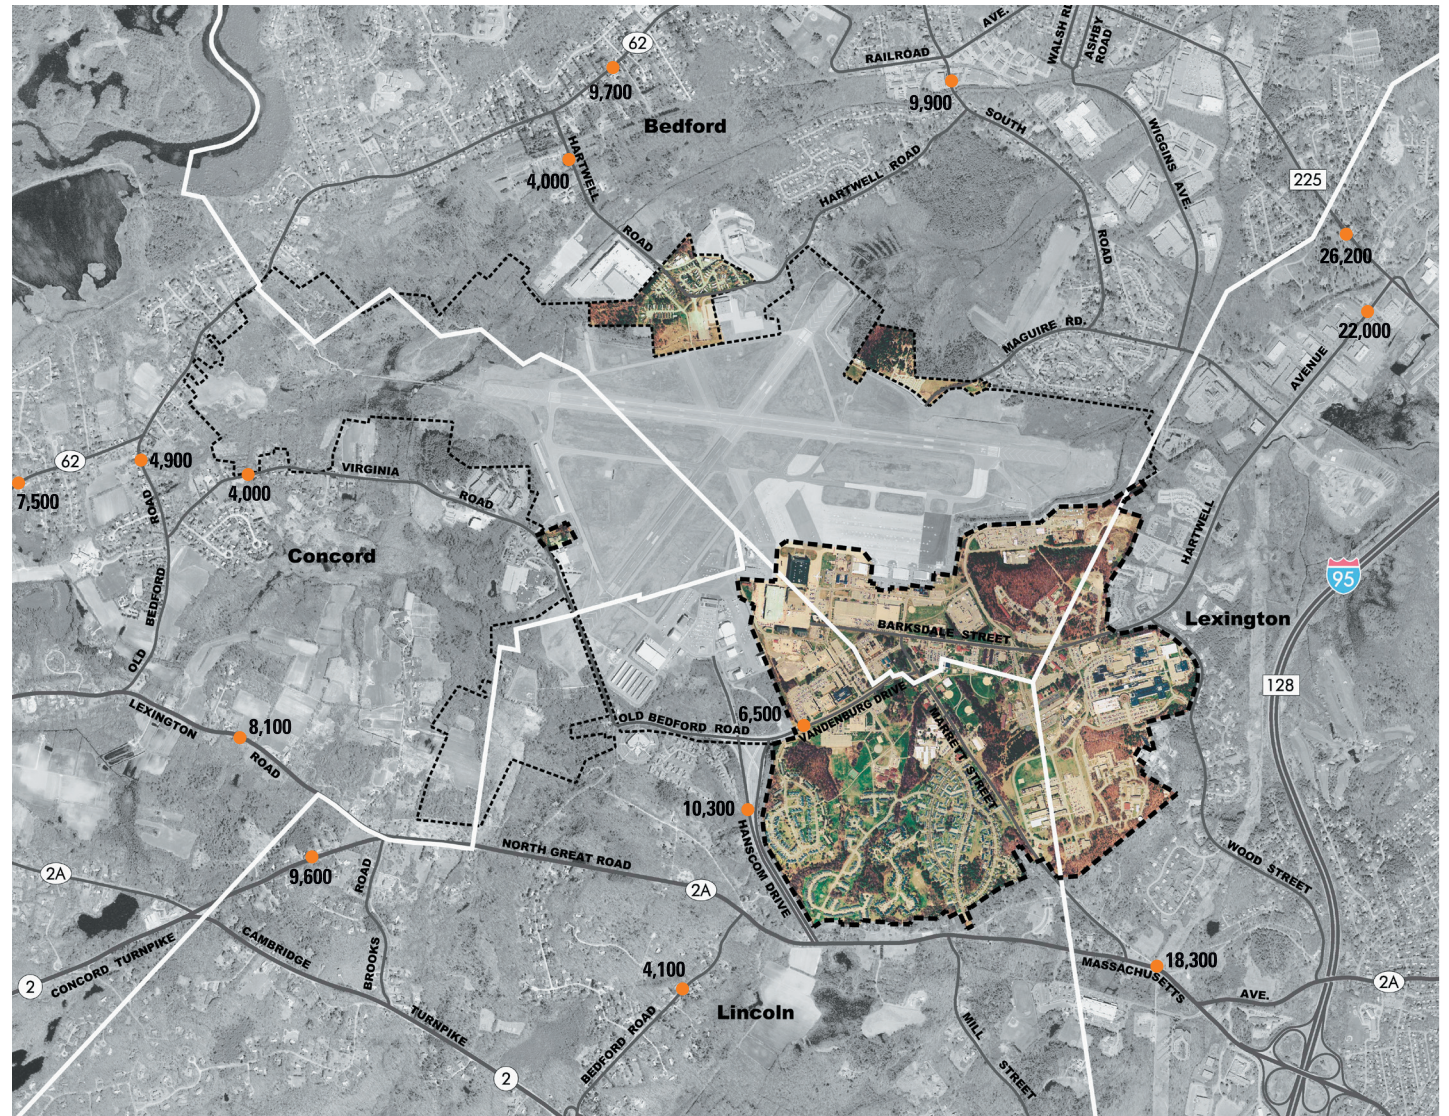 62
AVE.
WALSH RD.
ASHBY
ROAD
RAILROAD
9,700
9,900
Bedford
SOUTH
WIGGINS AVE.
HARTWELL
4,000
HARTWELL ROAD
225
ROAD
ROAD
26,200
22,000
MAGUIRE RD.
AVENUE
62
4,900
4,000
VIRGINIA
ROAD
7,500
ROAD
HARTWELL
Concord
95
BEDFORD
BARKSDALE STREET
Lexington
OLD
128
LEXINGTON
8,100
ROAD
OLD BEDFORD ROAD
6,500
VANDENBURG DRIVE
MARRETT STREET
10,300
HANSCOM DRIVE
NORTH GREAT ROAD
2A
9,600
ROAD
2A
WOOD STREET
CAMBRIDGE
CONCORD TURNPIKE
BROOKS
2
4,100
18,300
MASSACHUSETTS
AVE.
2A
Lincoln
BEDFORD ROAD
TURNPIKE
MILL
STREET
2